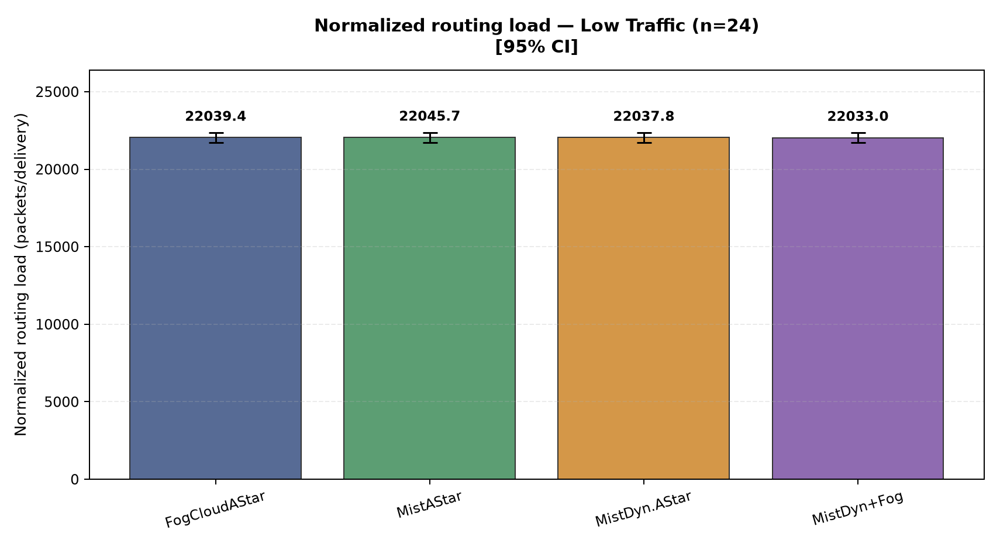 Normalized routing load — Low Traffic (n=24)
[95% CI]
Normalized routing load (packets/delivery)
25000
20000
15000
10000
5000
0
22039.4
22045.7
22037.8
22033.0
FogCloudAStar
MistAStar
MistDyn.AStar
MistDyn+Fog